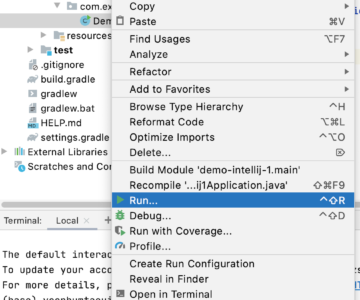 com.ex
Copy
Paste ⌘V
Dem
Find Usages ⌥F7
resources
Analyze
test
Refactor
.gitignore
build.gradle
Add to Favorites
gradlew
Browse Type Hierarchy ^H
gradlew.bat
Reformat Code ⌥⌘L
HELP.md
Optimize Imports ^⌥O
settings.gradle
Delete... ⌦
External Libraries
Build Module 'demo-intellij-1.main'
Scratches and Con
Recompile '...ij1Application.java' ⇧⌘F9
Run... ^⇧R
Terminal: Local × +
Debug... ^⇧D
Run with Coverage...
Profile...
The default interac
To update your acco
Create Run Configuration
For more details, p
Reveal in Finder
Open in Terminal